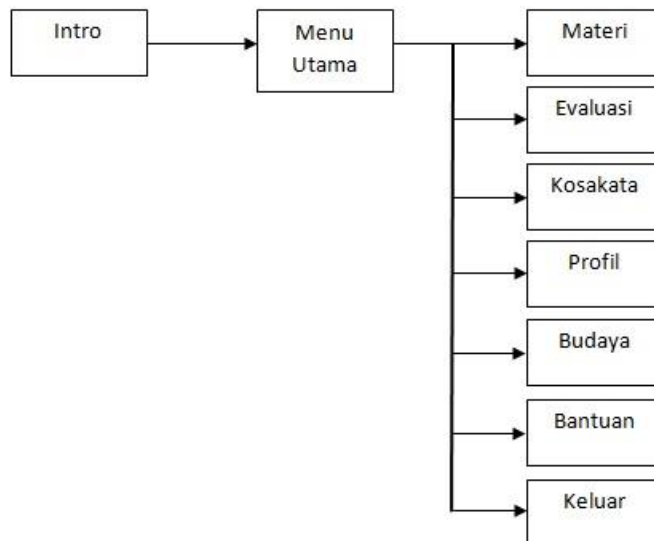 Intro
Menu
Utama
Materi
Evaluasi
Kosakata
Profil
Budaya
Bantuan
Keluar